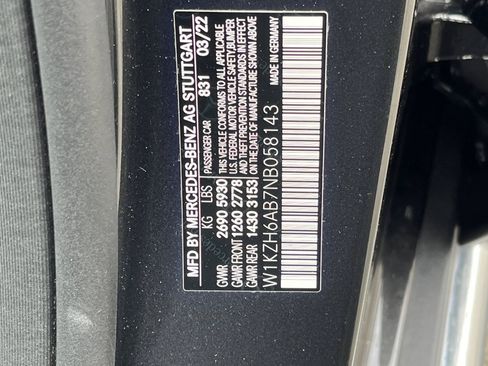 MFD BY MERCEDES-BENZ AG STUTTGART
831 03/22
PASSENGER CAR
KG LBS
GVWR 2690 5930
GAWR FRONT 1260 2778
GAWR REAR 1430 3153
THIS VEHICLE CONFORMS TO ALL APPLICABLE
U.S. FEDERAL MOTOR VEHICLE SAFETY,BUMPER
AND THEFT PREVENTION STANDARDS IN EFFECT
ON THE DATE OF MANUFACTURE SHOWN ABOVE
W1KZH6AB7NB058143
MADE IN GERMANY